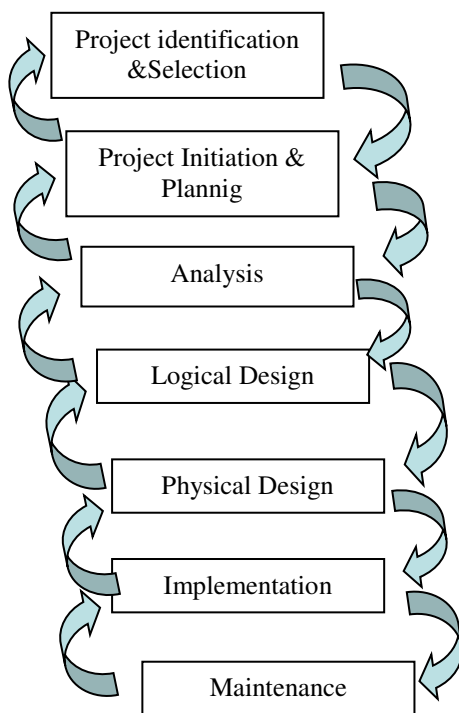 Project identification
&Selection
Project Initiation &
Plannig
Analysis
Logical Design
Physical Design
Implementation
Maintenance